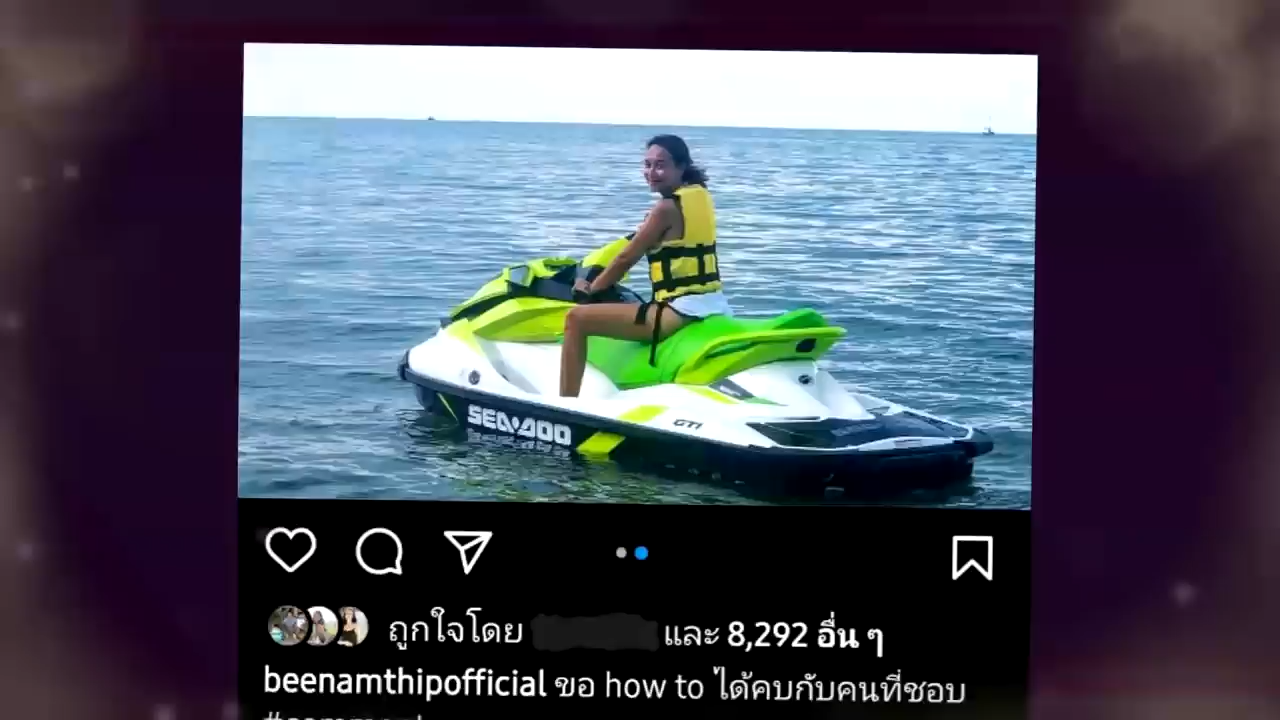 SEA-DOO
GTI
ถูกใจโดย และ 8,292 อื่น ๆ
beenamthipofficial ขอ how to ได้คบกับคนที่ชอบ